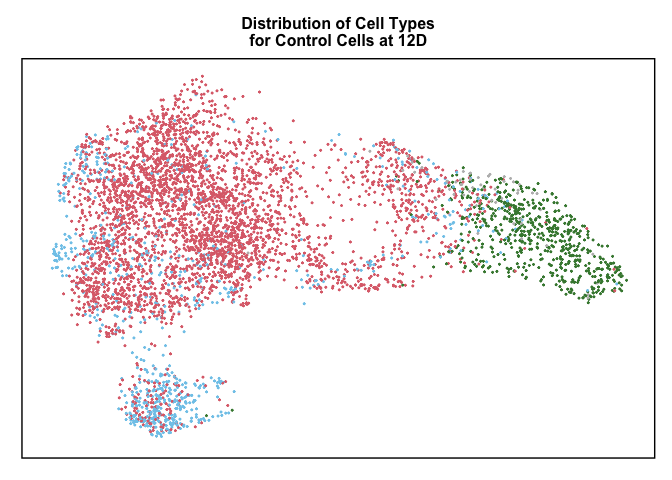 Distribution of Cell Types
for Control Cells at 12D